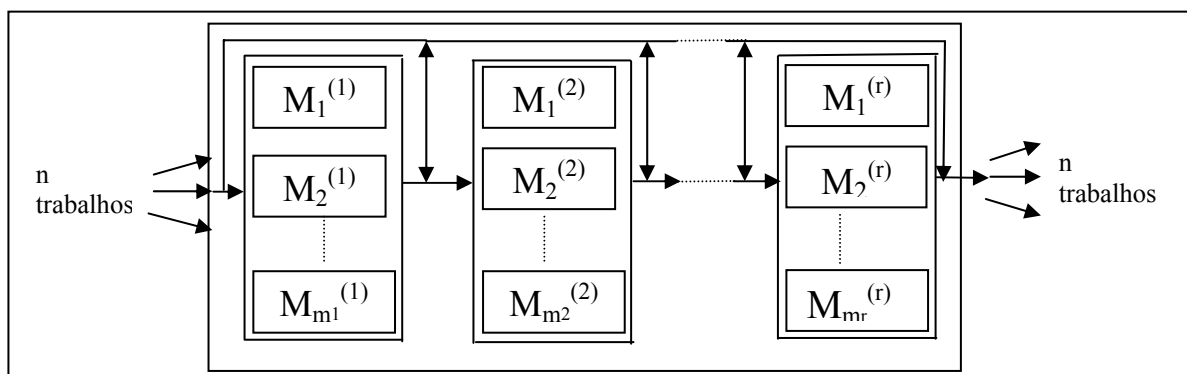 M₁⁽¹⁾ M₁⁽²⁾ M₁⁽ʳ⁾
n trabalhos
M₂⁽¹⁾ M₂⁽²⁾ M₂⁽ʳ⁾
n trabalhos
Mₘ₁⁽¹⁾ Mₘ₂⁽²⁾ Mₘᵣ⁽ʳ⁾